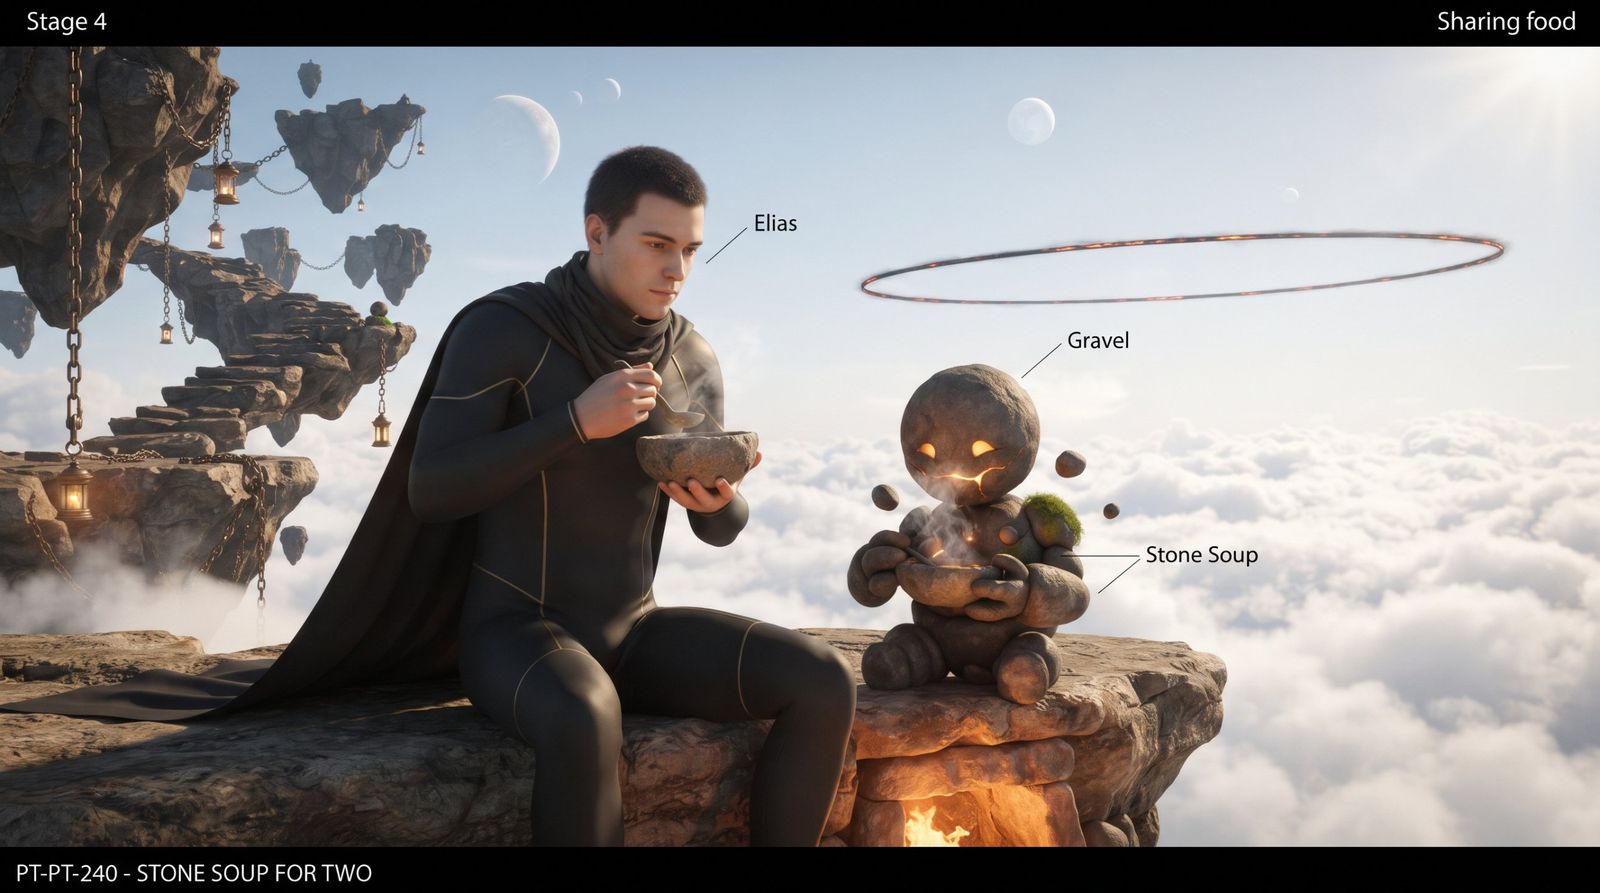 Stage 4
Sharing food
Elias
Gravel
Stone Soup
PT-PT-240 - STONE SOUP FOR TWO